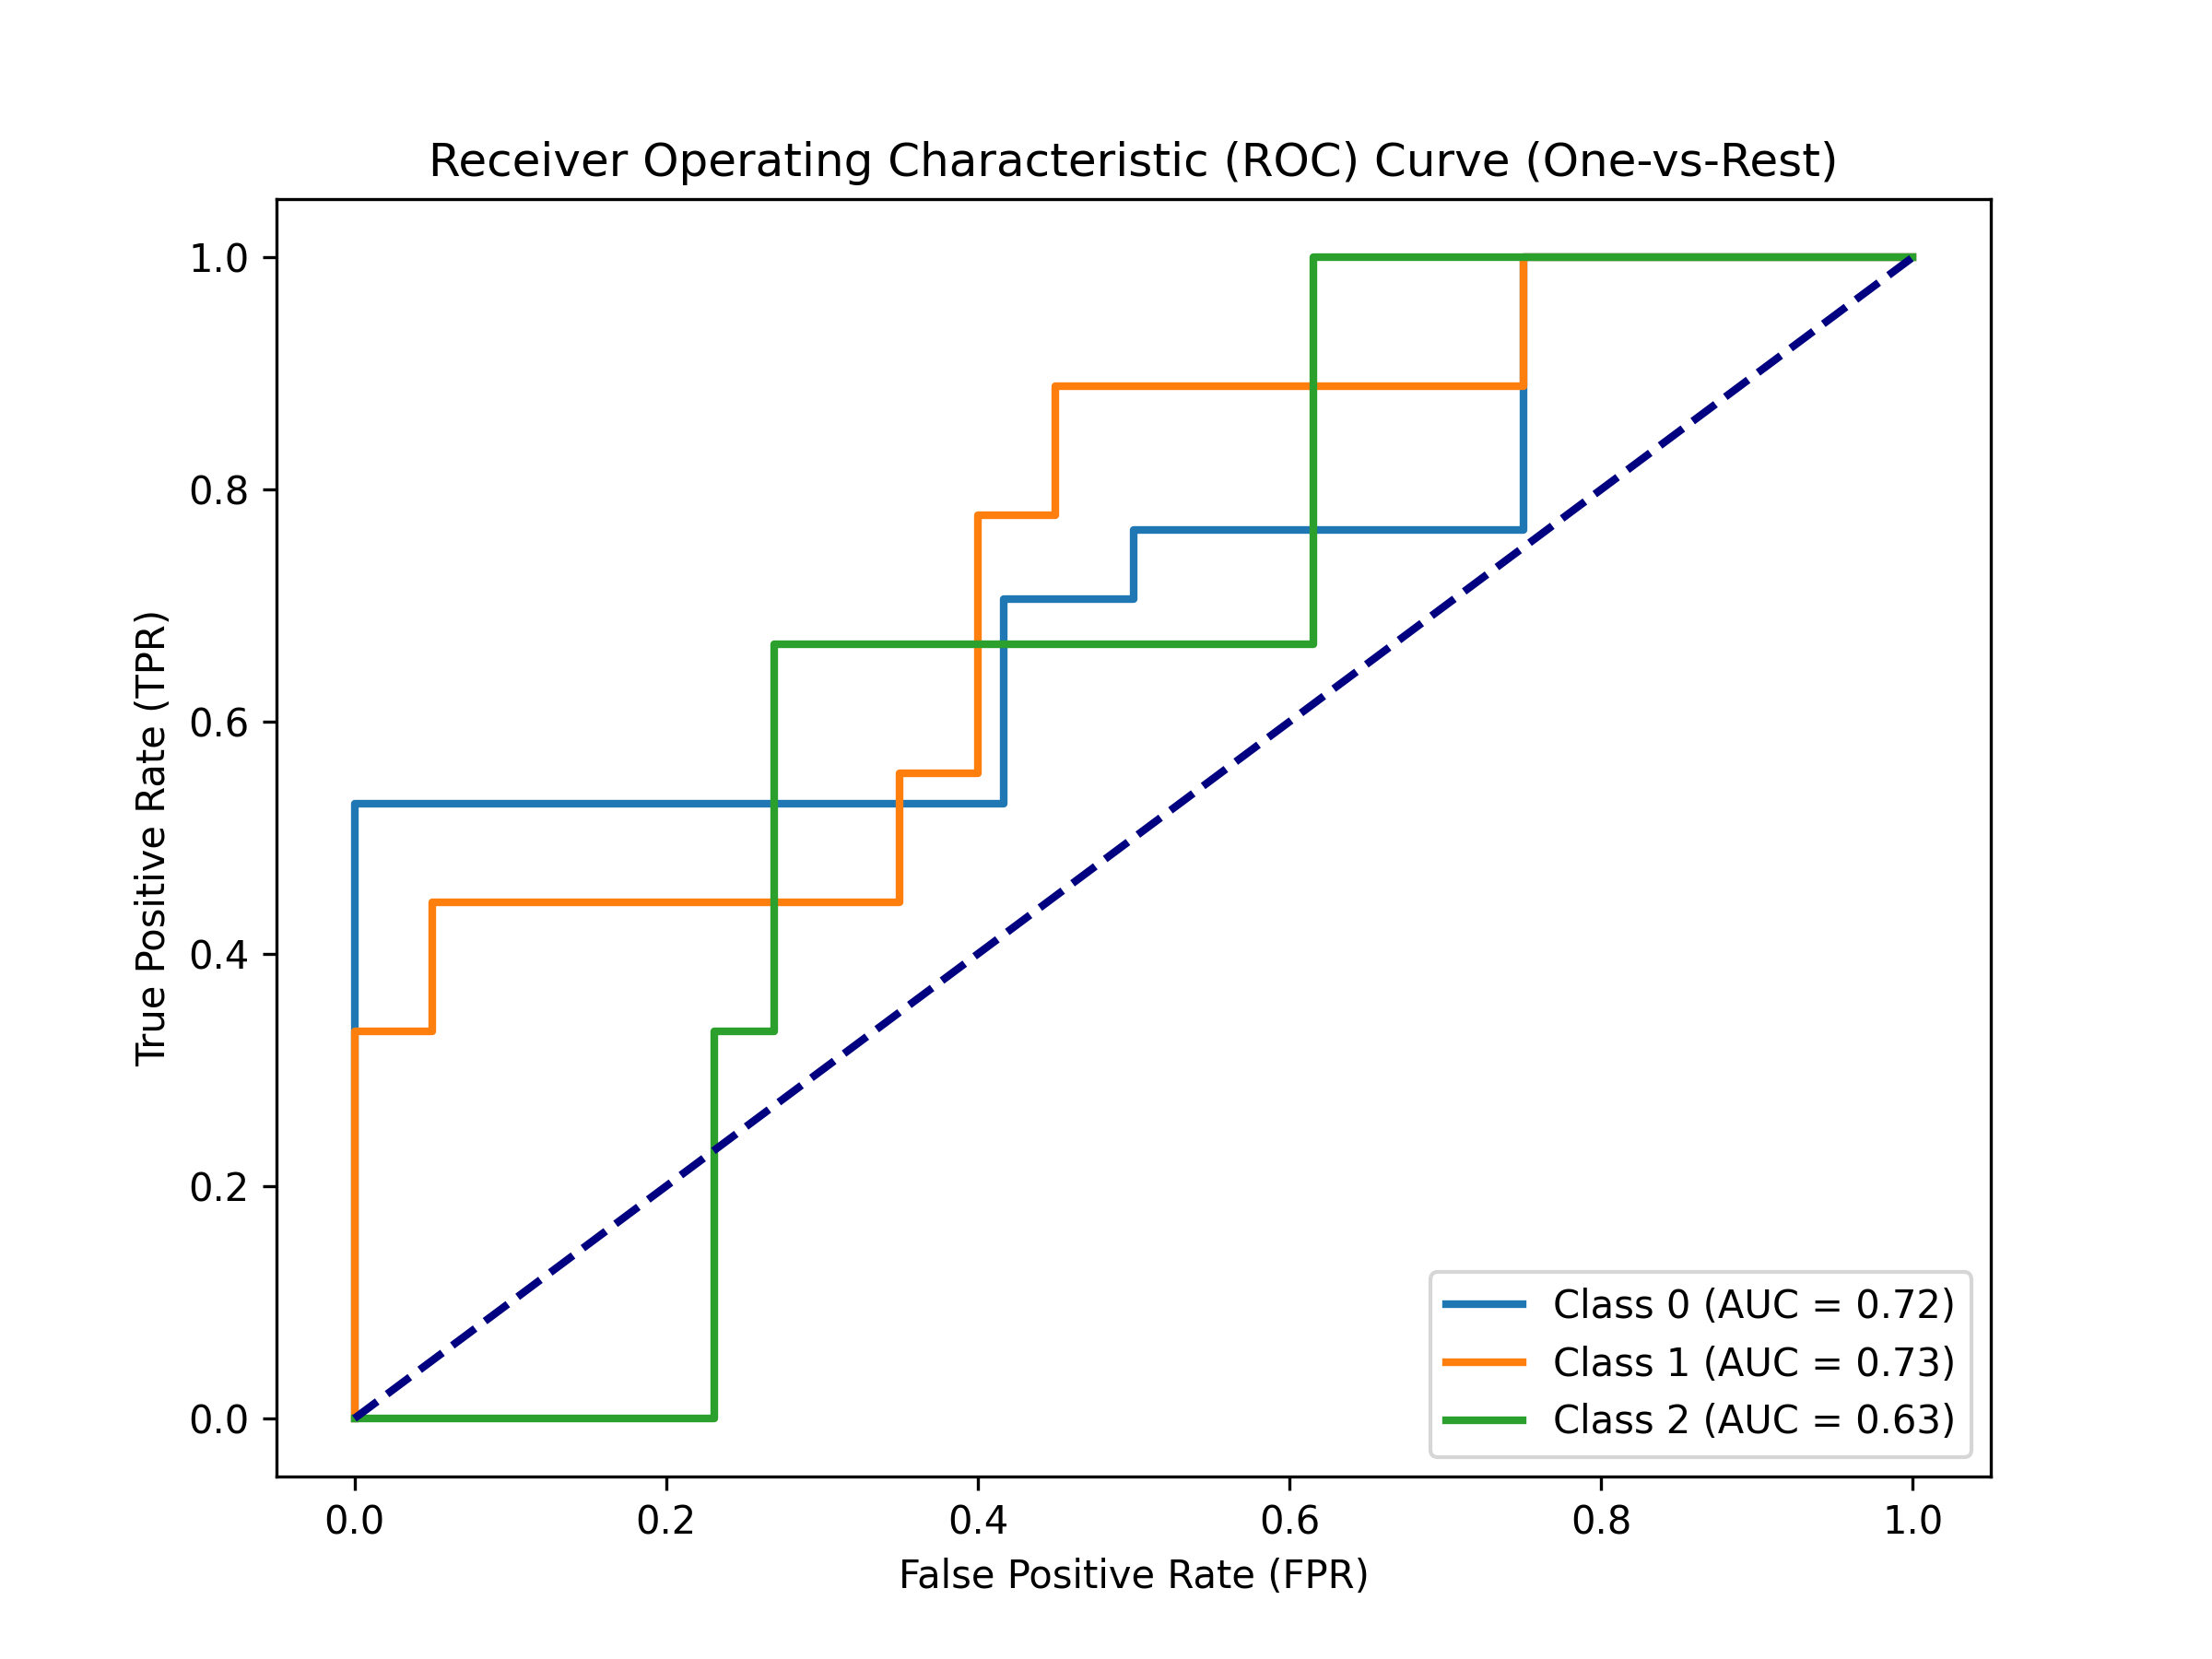 Receiver Operating Characteristic (ROC) Curve (One-vs-Rest)
1.0
0.8
0.6
0.4
0.2
0.0
True Positive Rate (TPR)
Class 0 (AUC = 0.72)
Class 1 (AUC = 0.73)
Class 2 (AUC = 0.63)
0.0 0.2 0.4 0.6 0.8 1.0
False Positive Rate (FPR)